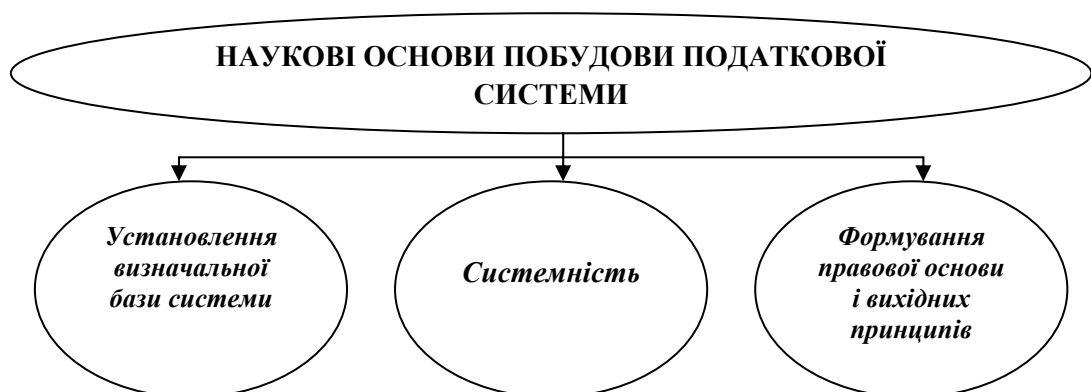 НАУКОВІ ОСНОВИ ПОБУДОВИ ПОДАТКОВОЇ
СИСТЕМИ
Установлення
визначальної
бази системи
Системність
Формування
правової основи
і вихідних
принципів